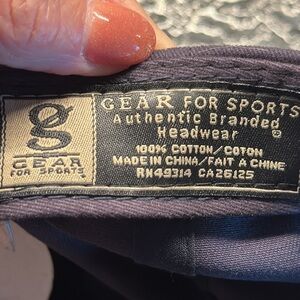 g
GEAR
FOR SPORTS
GEAR FOR SPORTS
Authentic Branded
Headwear ®
100% COTTON/COTON
MADE IN CHINA/FAIT A CHINE
RN49314 CA26125